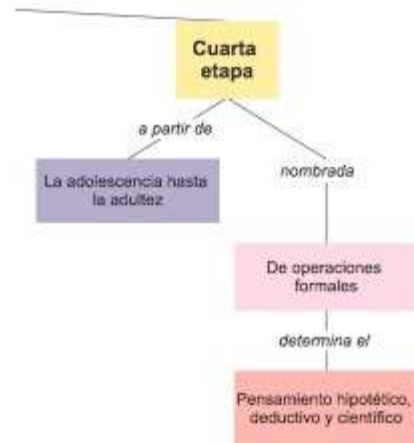 Cuarta
etapa
a partir de
La adolescencia hasta
la adultez
nombrada
De operaciones
formales
determina el
Pensamiento hipotético,
deductivo y científico